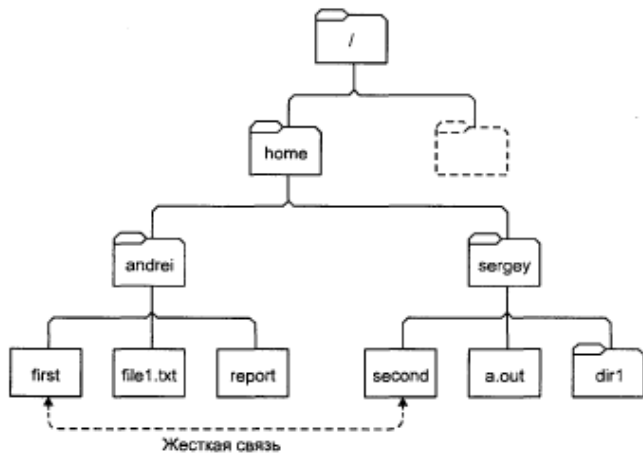 /
home
andrei
sergey
first
file1.txt
report
second
a.out
dir1
Жесткая связь